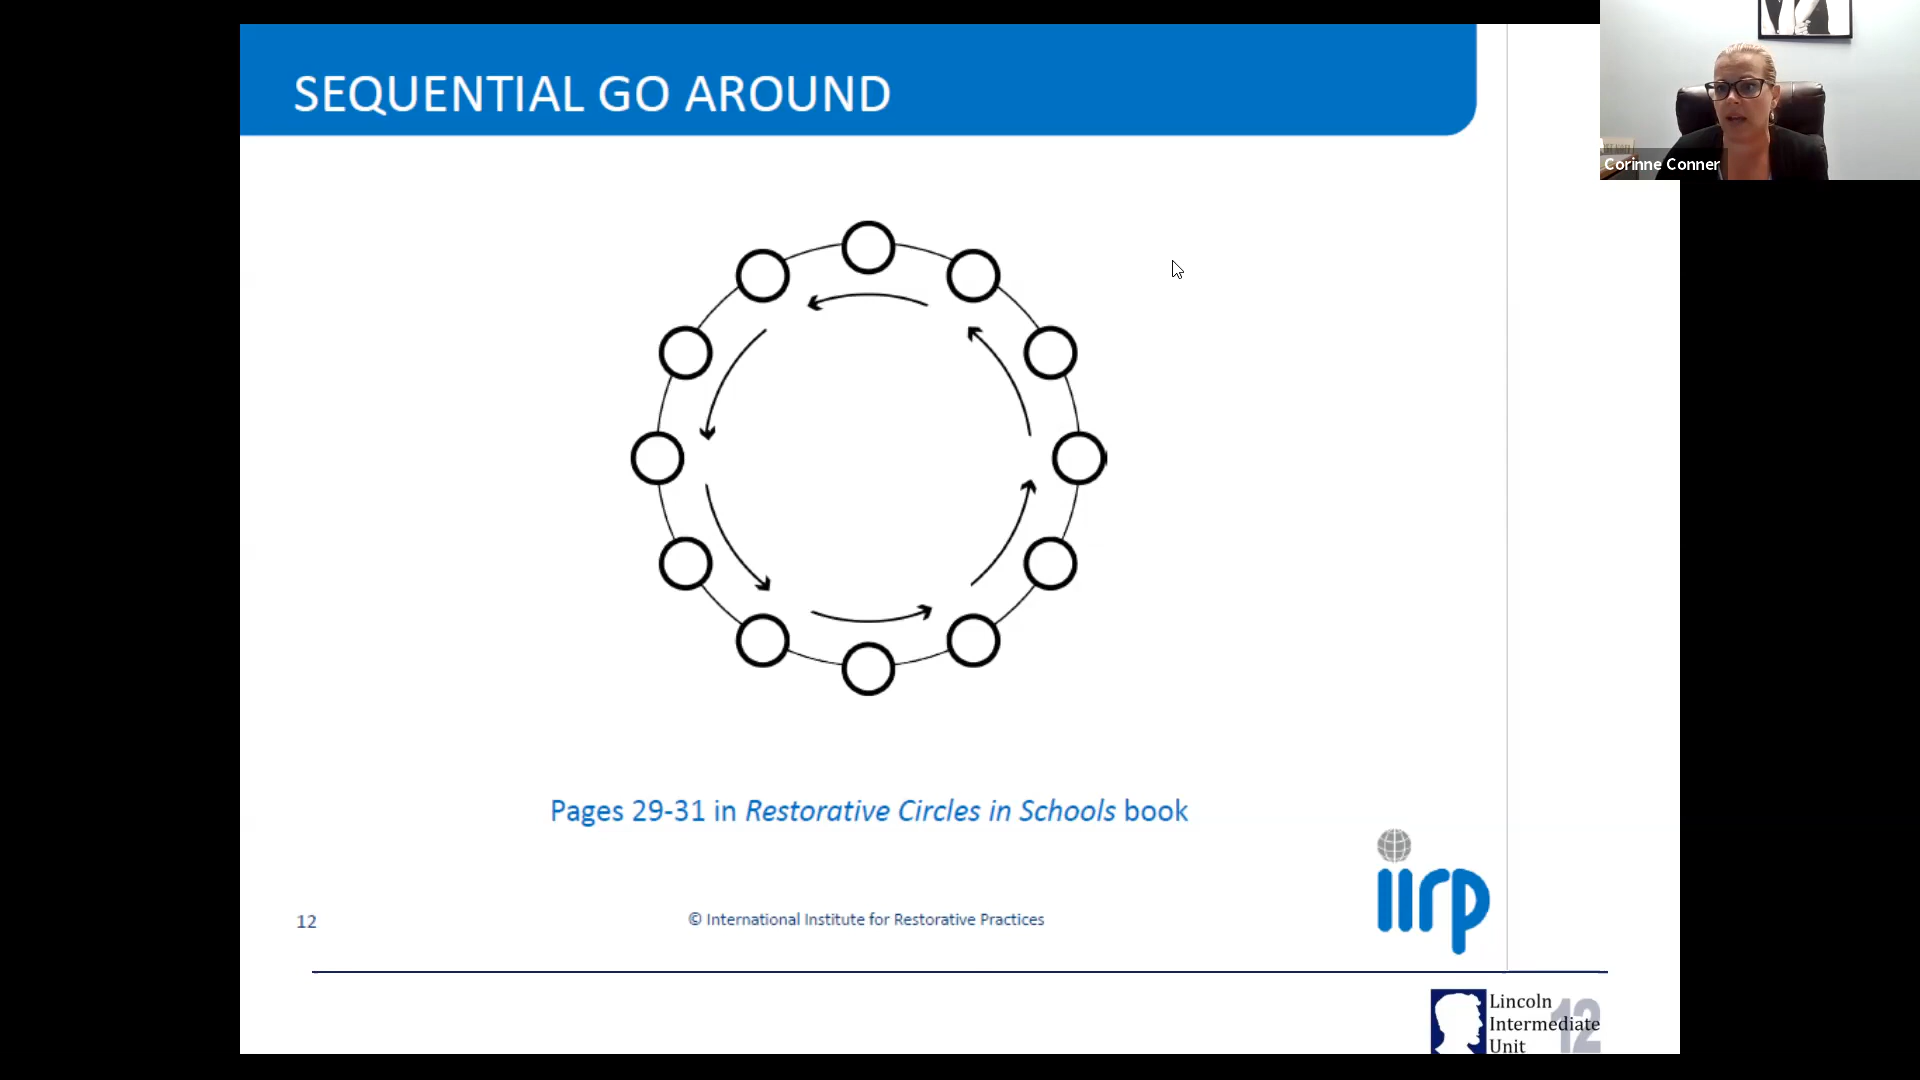 SEQUENTIAL GO AROUND
Corinne Conner
Pages 29-31 in Restorative Circles in Schools book
iirp
12
© International Institute for Restorative Practices
Lincoln
Intermediate
Unit
12